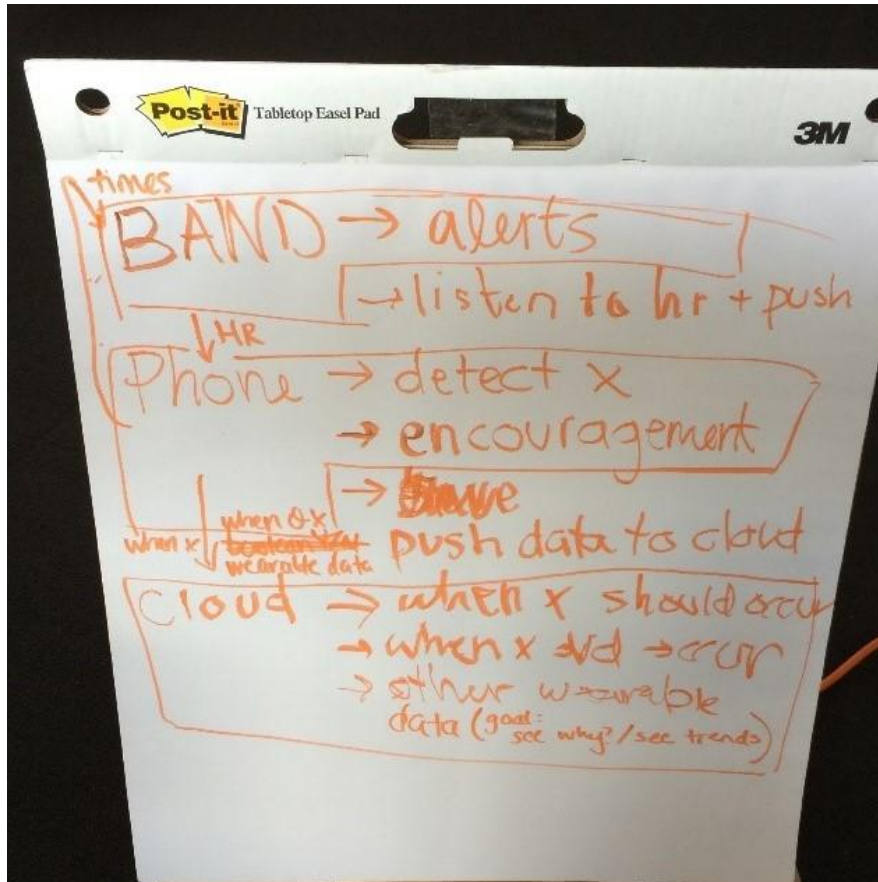 Post-it Tabletop Easel Pad
3M
times
BAND → alerts
→ listen to hr + push
↓ HR
Phone → detect x
→ encouragement
→
when x
push data to cloud
wearable data
Cloud → when x should occur
→ when x did occur
→ other wearable
data (goal:
see why? / see trends)